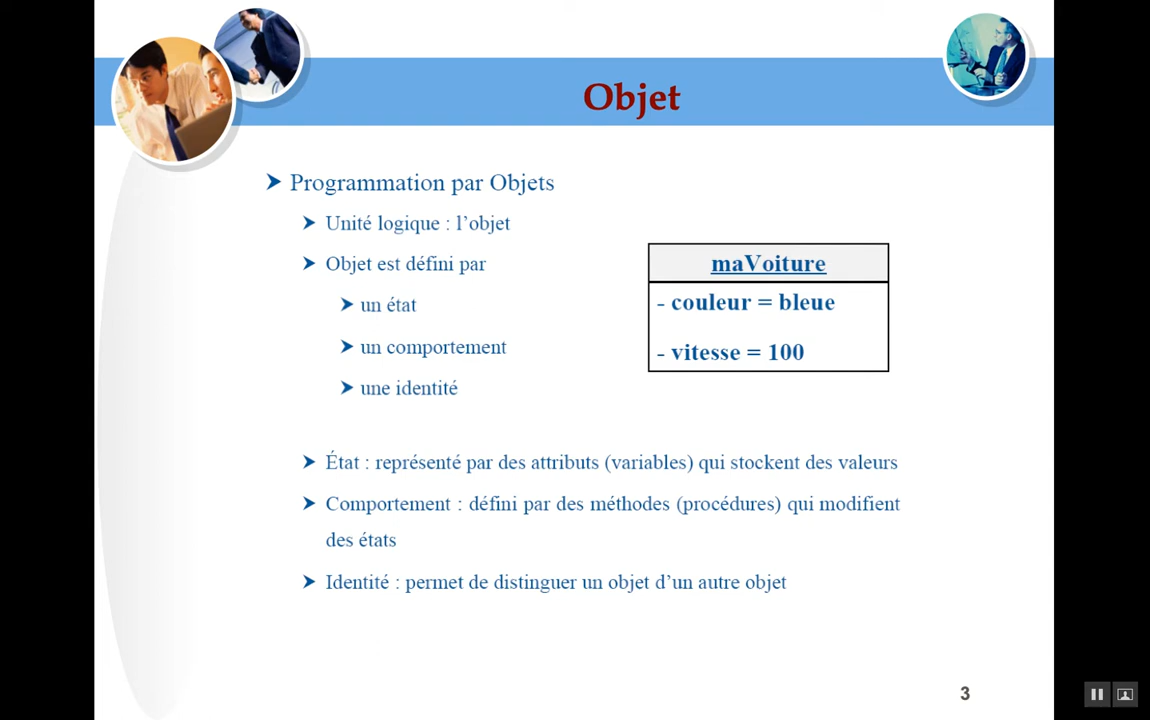 Objet
Programmation par Objets
Unité logique : l’objet
Objet est défini par
un état
un comportement
une identité
maVoiture
- couleur = bleue
- vitesse = 100
État : représenté par des attributs (variables) qui stockent des valeurs
Comportement : défini par des méthodes (procédures) qui modifient
des états
Identité : permet de distinguer un objet d’un autre objet
3